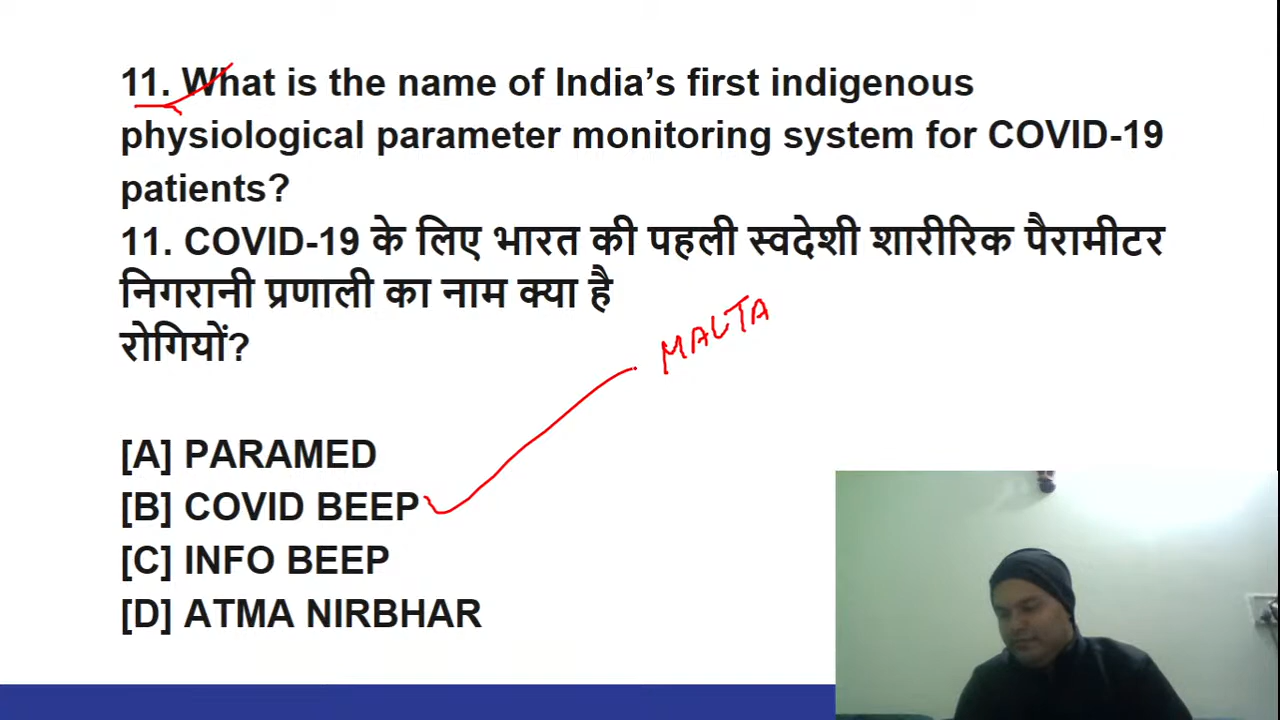 11. What is the name of India’s first indigenous
physiological parameter monitoring system for COVID-19
patients?
11. COVID-19 के लिए भारत की पहली स्वदेशी शारीरिक पैरामीटर
निगरानी प्रणाली का नाम क्या है
रोगियों?
MALTA
[A] PARAMED
[B] COVID BEEP
[C] INFO BEEP
[D] ATMA NIRBHAR